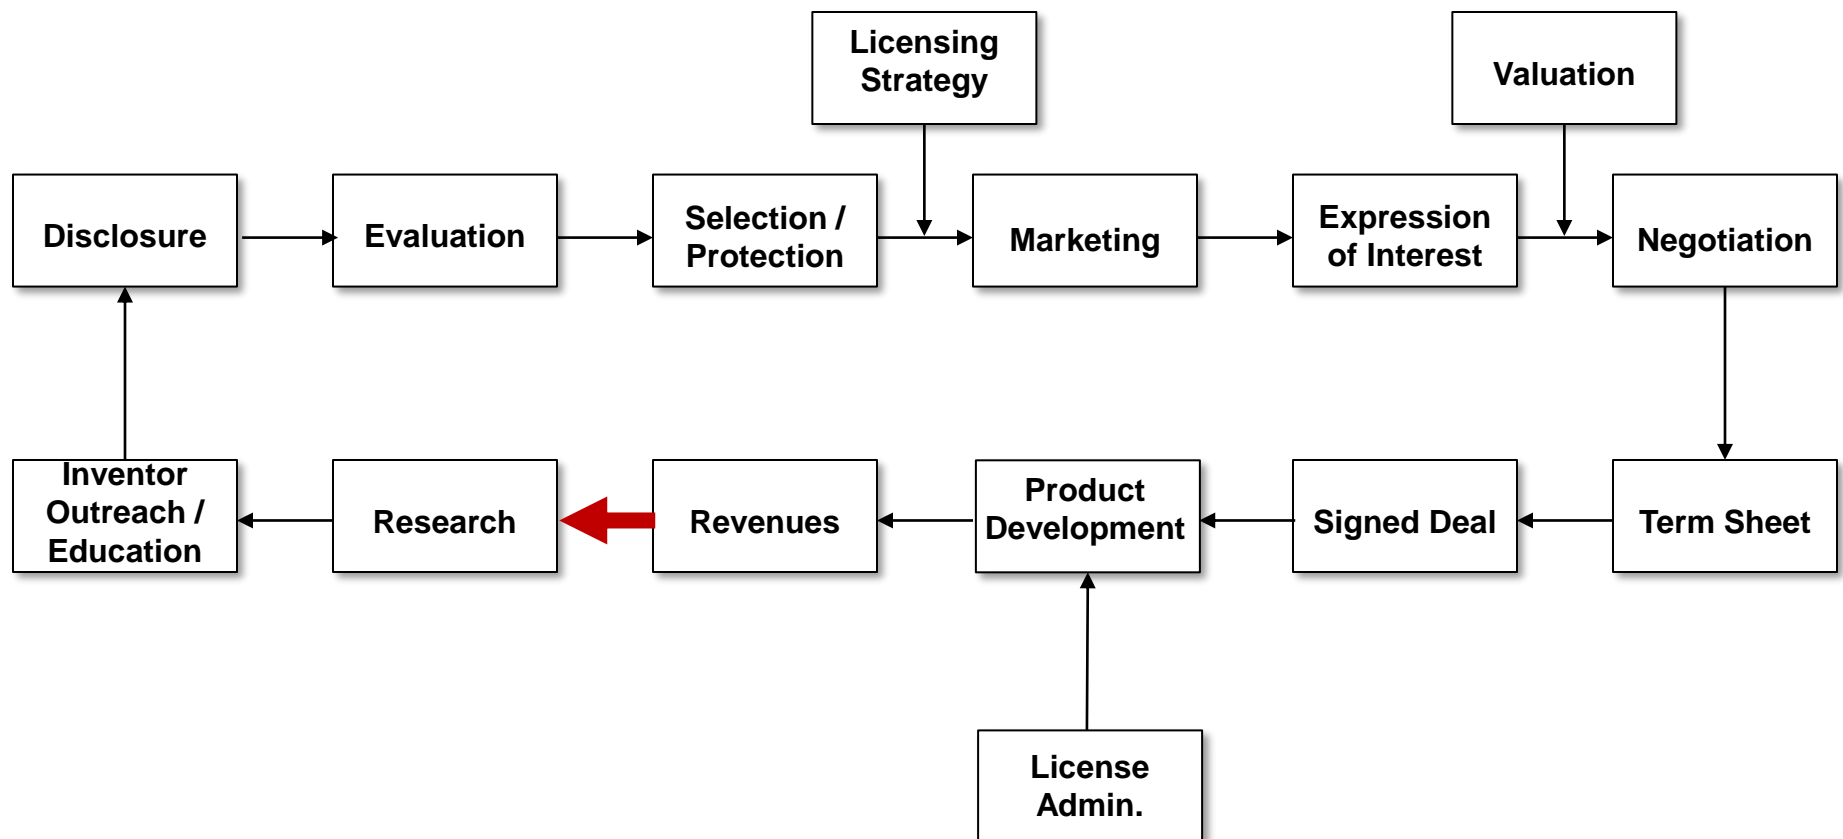 Licensing
Strategy
Valuation
Disclosure
Evaluation
Selection /
Protection
Marketing
Expression
of Interest
Negotiation
Inventor
Outreach /
Education
Research
Revenues
Product
Development
Signed Deal
Term Sheet
License
Admin.